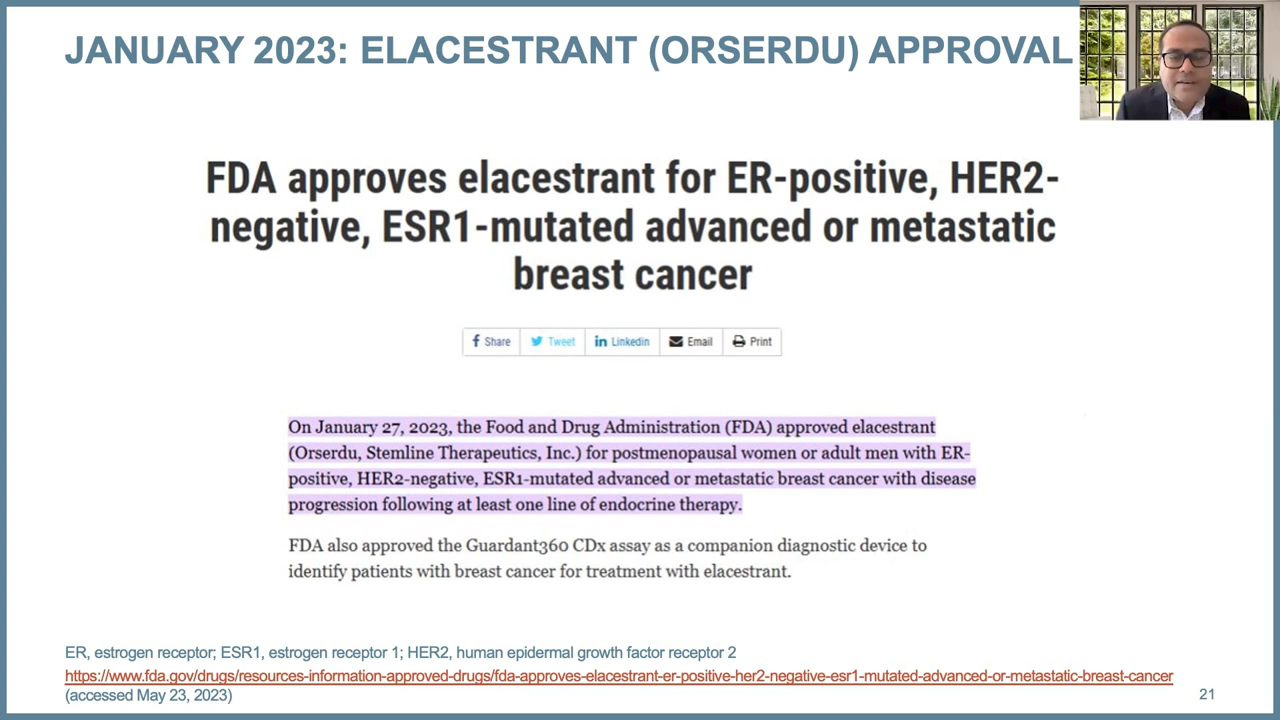 JANUARY 2023: ELACESTRANT (ORSERDU) APPROVAL
FDA approves elacestrant for ER-positive, HER2-
negative, ESR1-mutated advanced or metastatic
breast cancer
Share Tweet Linkedin Email Print
On January 27, 2023, the Food and Drug Administration (FDA) approved elacestrant
(Orserdu, Stemline Therapeutics, Inc.) for postmenopausal women or adult men with ER-
positive, HER2-negative, ESR1-mutated advanced or metastatic breast cancer with disease
progression following at least one line of endocrine therapy.
FDA also approved the Guardant360 CDx assay as a companion diagnostic device to
identify patients with breast cancer for treatment with elacestrant.
ER, estrogen receptor; ESR1, estrogen receptor 1; HER2, human epidermal growth factor receptor 2
https://www.fda.gov/drugs/resources-information-approved-drugs/fda-approves-elacestrant-er-positive-her2-negative-esr1-mutated-advanced-or-metastatic-breast-cancer
(accessed May 23, 2023)
21